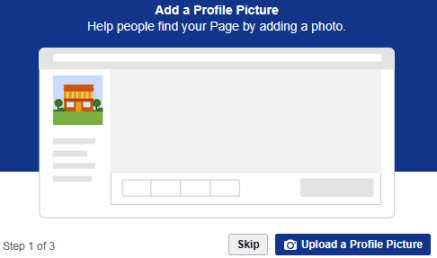 Add a Profile Picture
Help people find your Page by adding a photo.
Step 1 of 3
Skip
Upload a Profile Picture